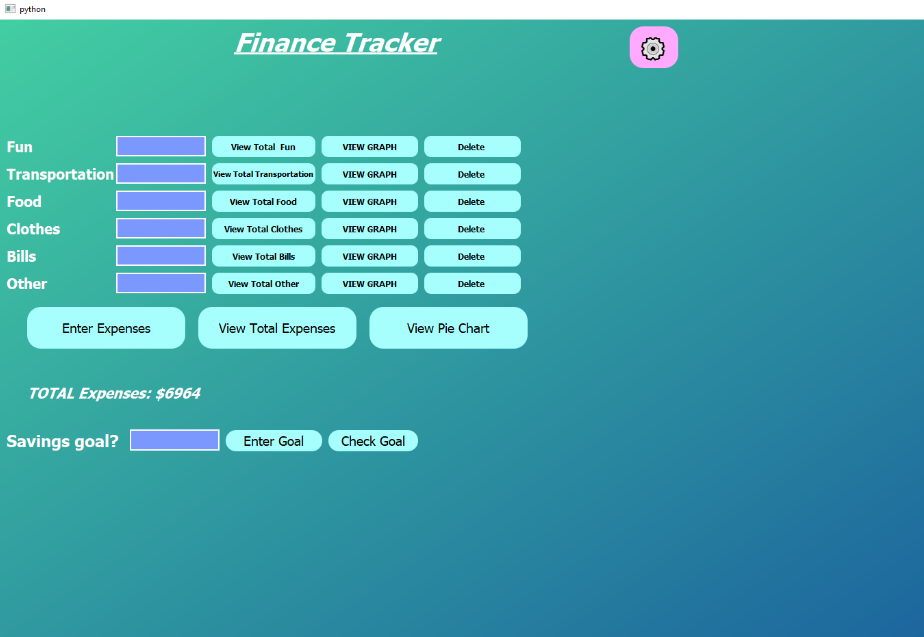 python
Finance Tracker
Fun View Total Fun VIEW GRAPH Delete
Transportation View Total Transportation VIEW GRAPH Delete
Food View Total Food VIEW GRAPH Delete
Clothes View Total Clothes VIEW GRAPH Delete
Bills View Total Bills VIEW GRAPH Delete
Other View Total Other VIEW GRAPH Delete
Enter Expenses View Total Expenses View Pie Chart
TOTAL Expenses: $6964
Savings goal? Enter Goal Check Goal